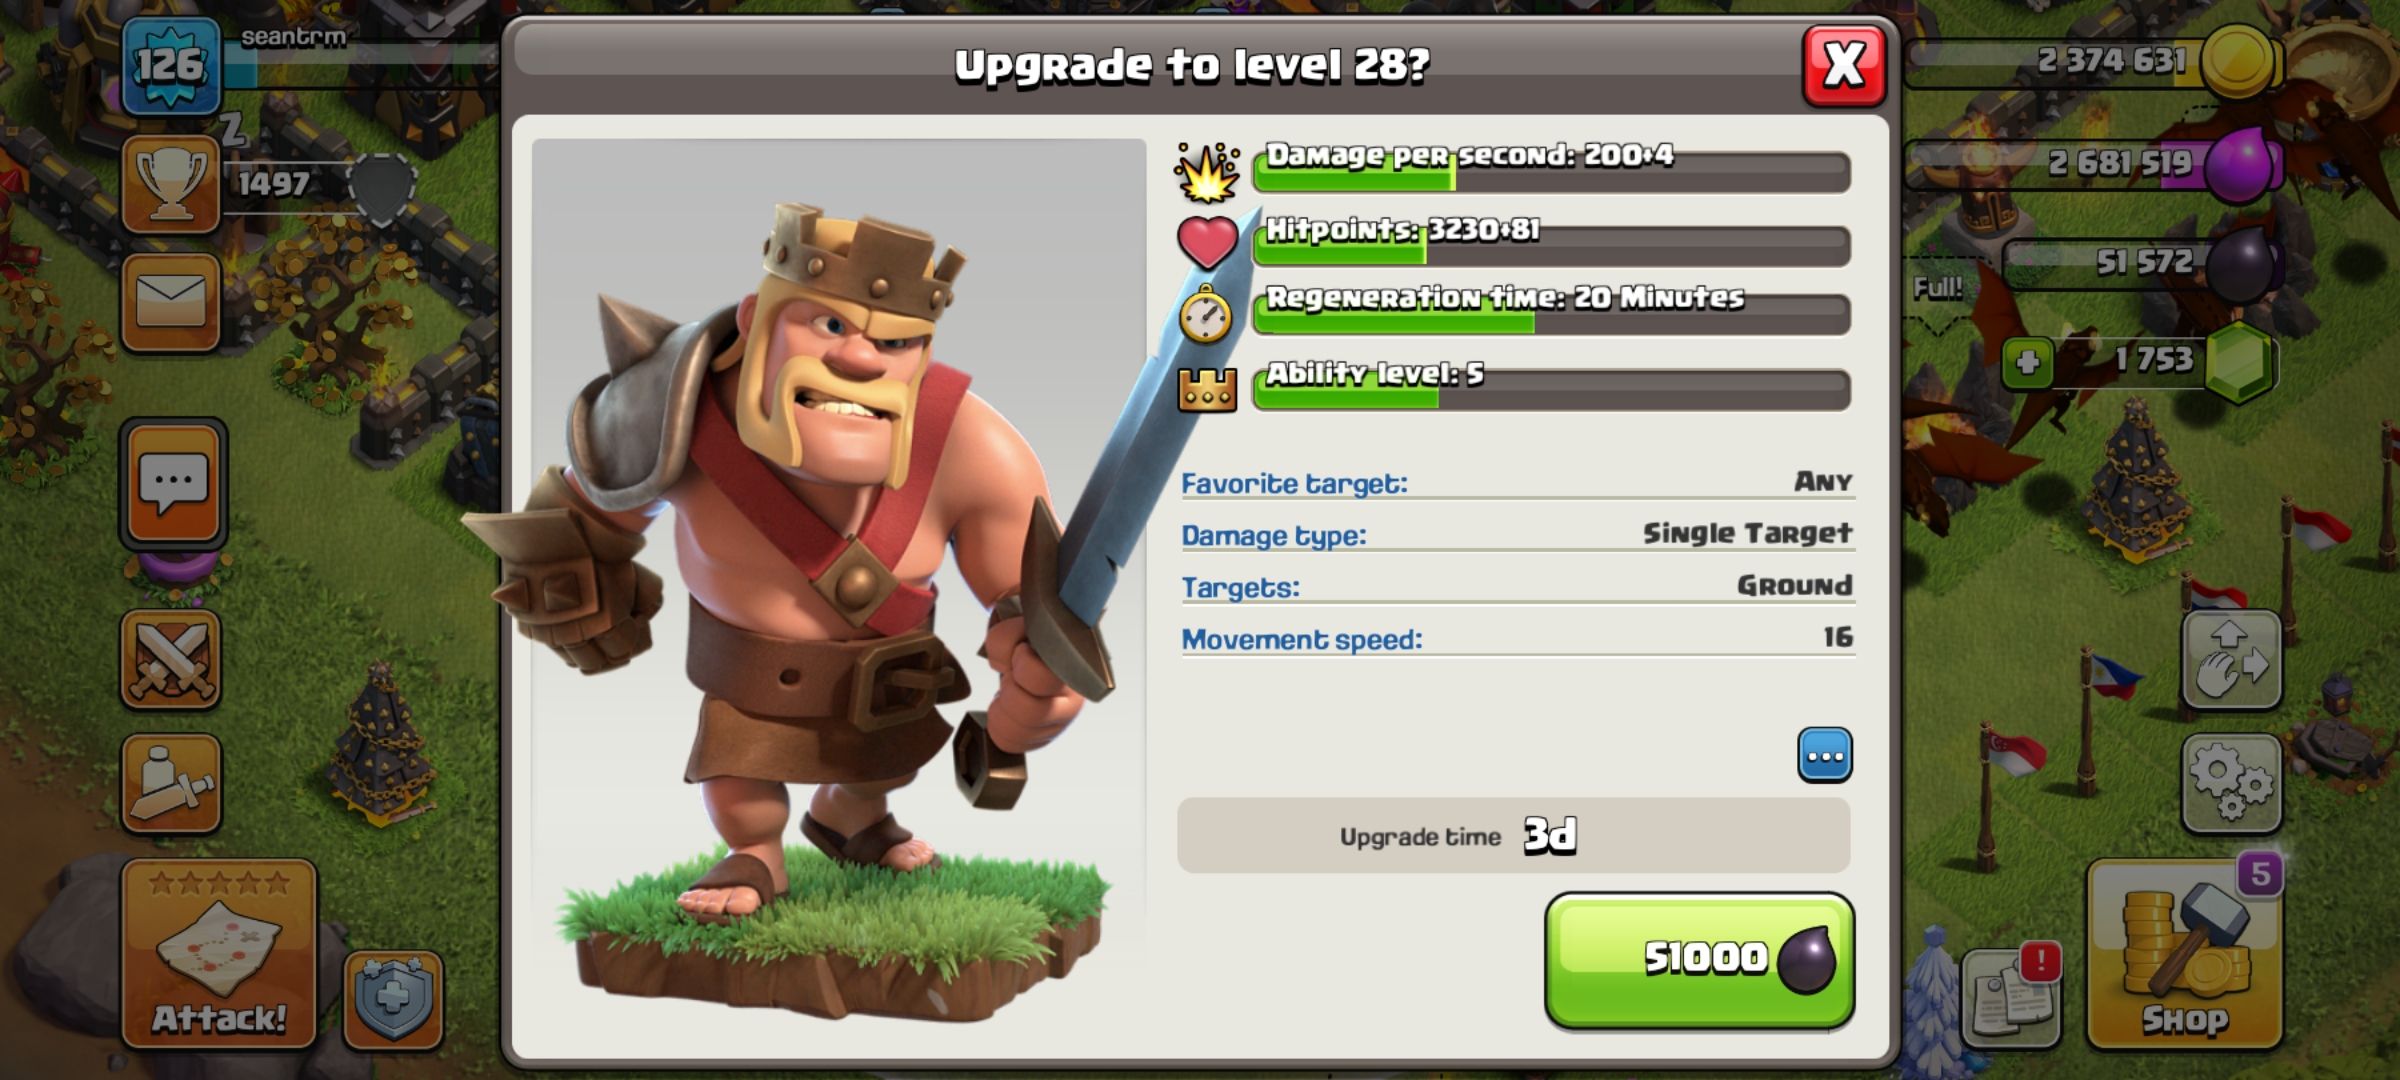 126
seantrm
Upgrade to level 28?
X
2 374 631
1497
Damage per second: 200+4
2 681 519
Hitpoints: 3230+81
51 572
Full!
Regeneration time: 20 Minutes
1 753
Ability level: 5
Favorite target: Any
Damage type: Single Target
Targets: Ground
Movement speed: 16
Upgrade time 3d
5
51000
!
Attack!
Shop